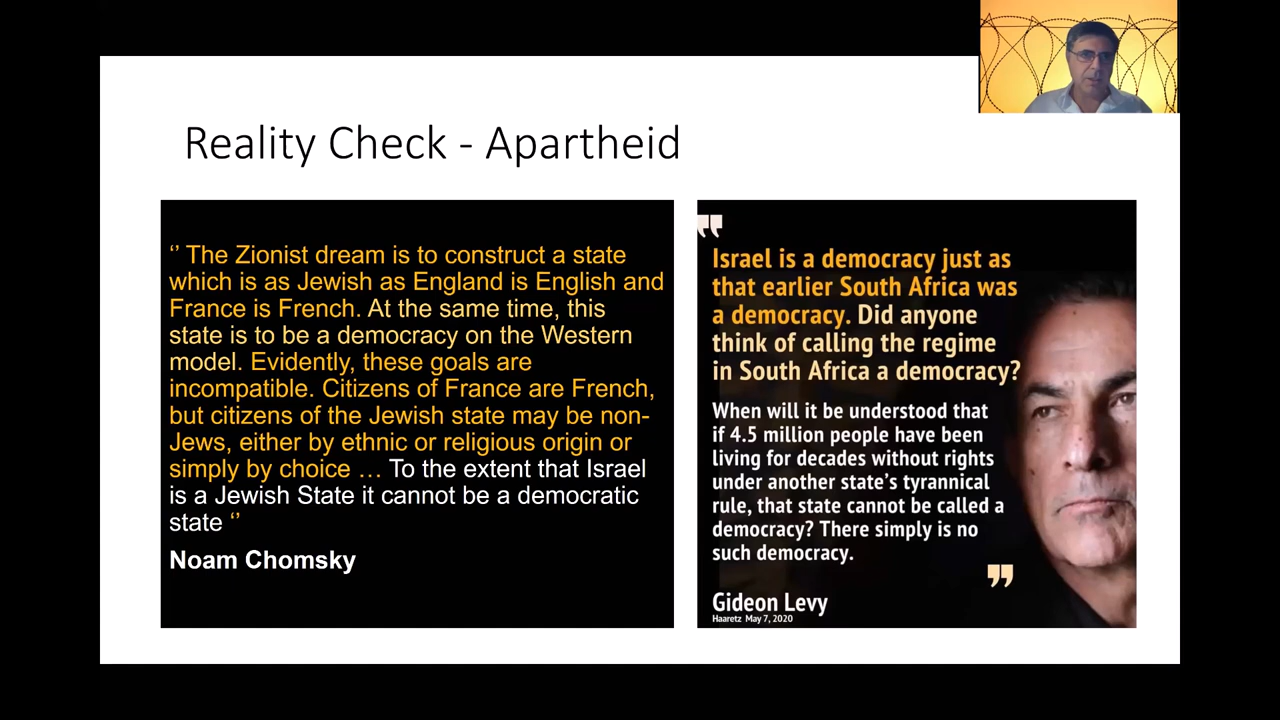 Reality Check - Apartheid
‘’ The Zionist dream is to construct a state
which is as Jewish as England is English and
France is French. At the same time, this
state is to be a democracy on the Western
model. Evidently, these goals are
incompatible. Citizens of France are French,
but citizens of the Jewish state may be non-
Jews, either by ethnic or religious origin or
simply by choice … To the extent that Israel
is a Jewish State it cannot be a democratic
state ‘’
Noam Chomsky
"
Israel is a democracy just as
that earlier South Africa was
a democracy. Did anyone
think of calling the regime
in South Africa a democracy?
When will it be understood that
if 4.5 million people have been
living for decades without rights
under another state’s tyrannical
rule, that state cannot be called a
democracy? There simply is no
such democracy.
"
Gideon Levy
Haaretz May 7, 2020